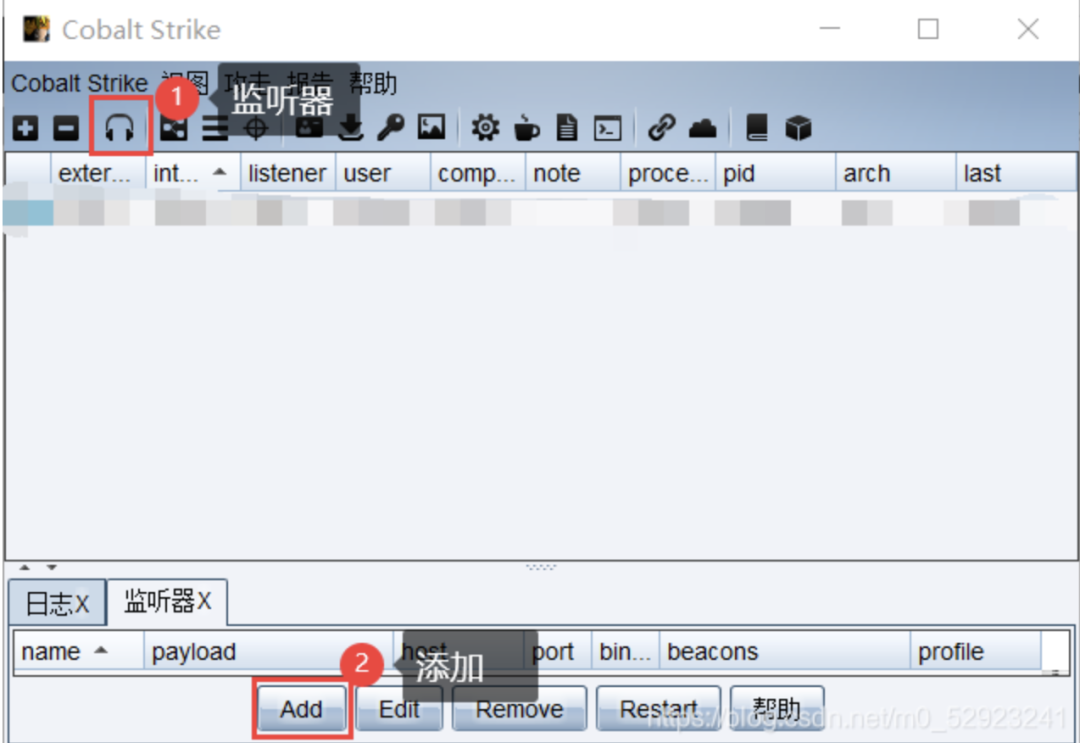 Cobalt Strike
Cobalt Strike 视图 攻击 报告 帮助
1 监听器
exter... int... listener user comp... note proce... pid arch last
日志X 监听器X
name payload host port bin... beacons profile
2 添加
Add Edit Remove Restart 帮助
https://blog.csdn.net/m0_52923241